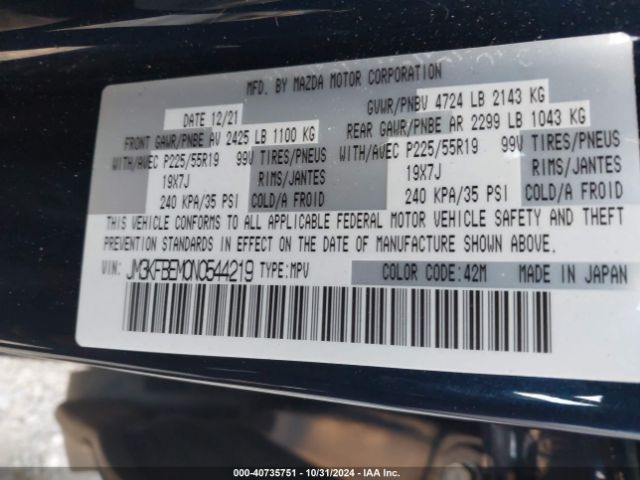 MFD. BY MAZDA MOTOR CORPORATION
DATE 12/21 GVWR/PNBV 4724 LB 2143 KG
FRONT GAWR/PNBE AV 2425 LB 1100 KG REAR GAWR/PNBE AR 2299 LB 1043 KG
WITH/AVEC P225/55R19 99V TIRES/PNEUS WITH/AVEC P225/55R19 99V TIRES/PNEUS
19X7J RIMS/JANTES 19X7J RIMS/JANTES
240 KPA/35 PSI COLD/A FROID 240 KPA/35 PSI COLD/A FROID
THIS VEHICLE CONFORMS TO ALL APPLICABLE FEDERAL MOTOR VEHICLE SAFETY AND THEFT
PREVENTION STANDARDS IN EFFECT ON THE DATE OF MANUFACTURE SHOWN ABOVE.
VIN: JM3KFBEM0N0544219 TYPE: MPV COLOR CODE: 42M MADE IN JAPAN
000-40735751 - 10/31/2024 - IAA Inc.